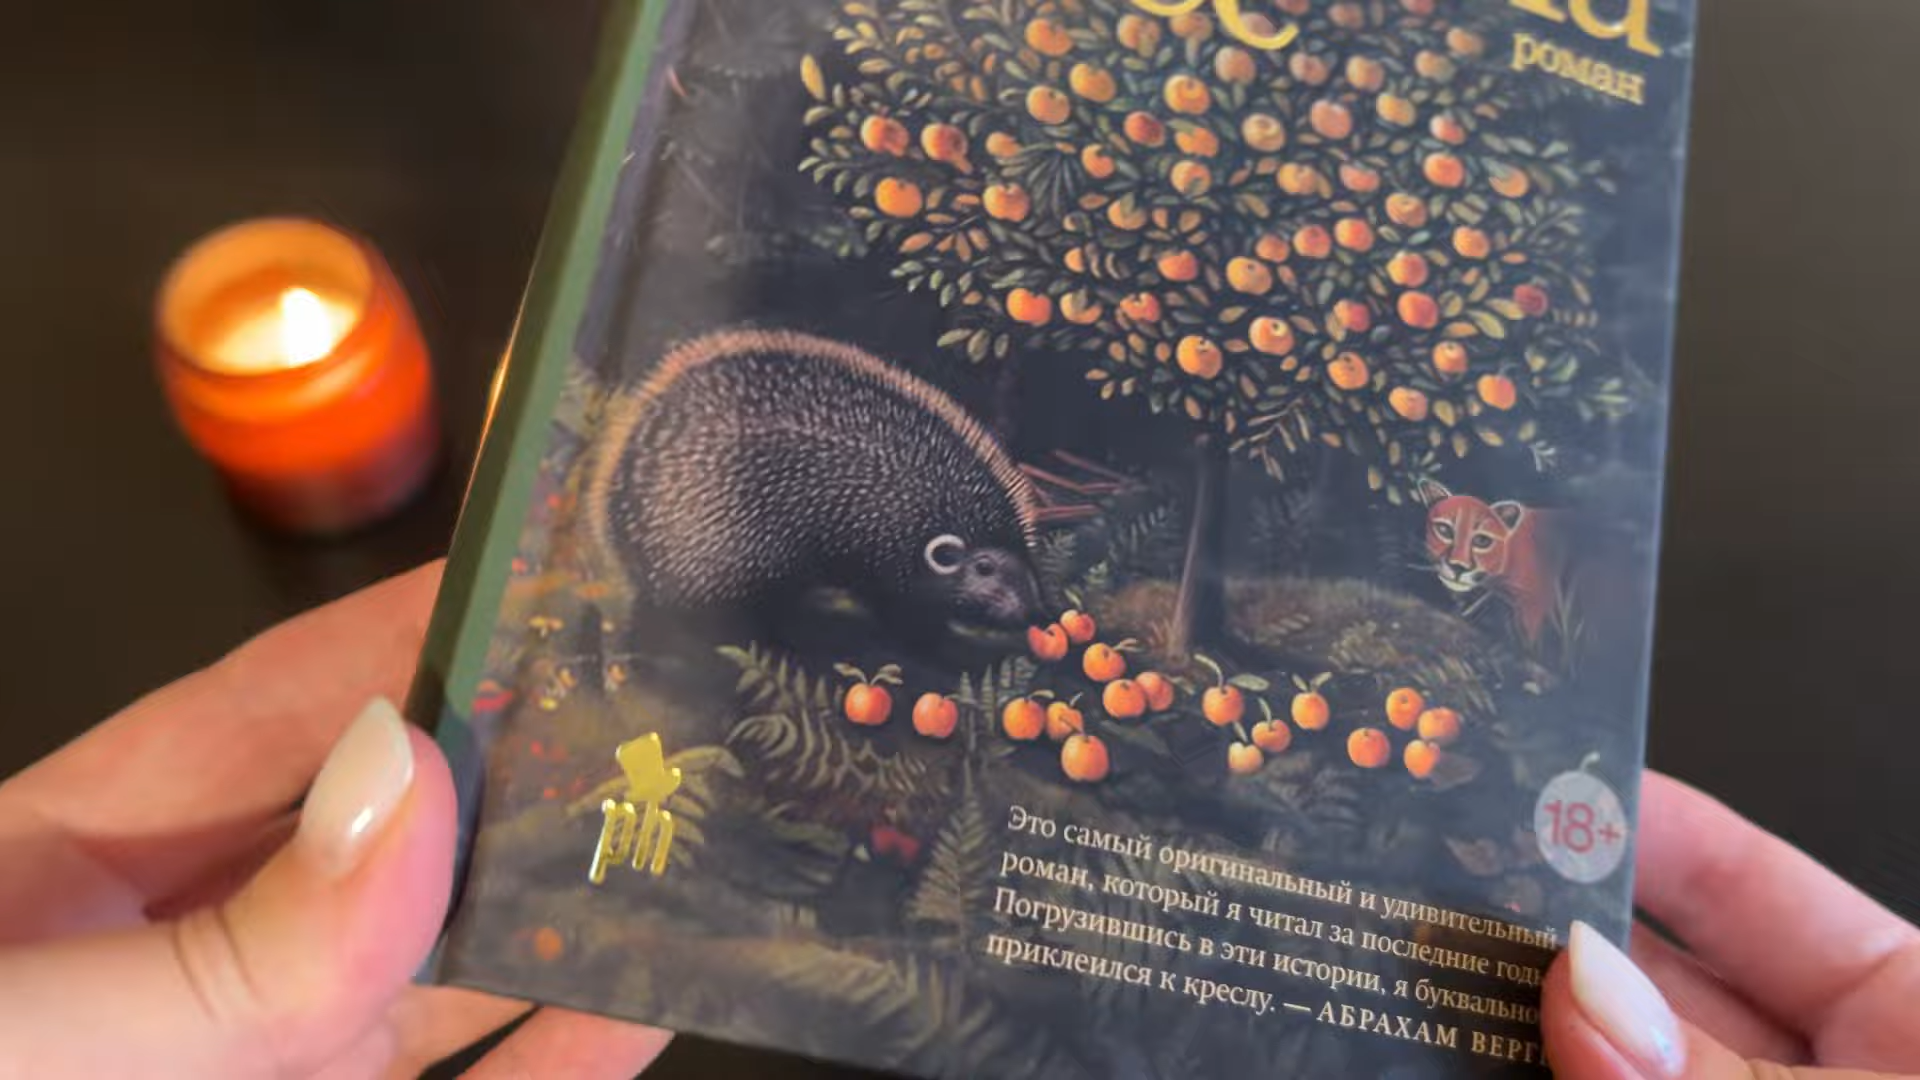 роман
ph
18+
Это самый оригинальный и удивительный
роман, который я читал за последние
Погрузившись в эти истории, я буквально
приклеился к креслу. — АБРАХАМ